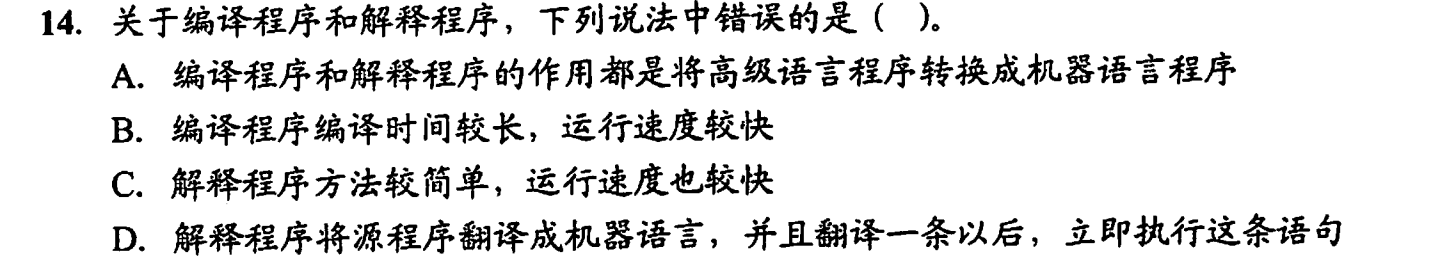 14. 关于编译程序和解释程序，下列说法中错误的是（ ）。
A. 编译程序和解释程序的作用都是将高级语言程序转换成机器语言程序
B. 编译程序编译时间较长，运行速度较快
C. 解释程序方法较简单，运行速度也较快
D. 解释程序将源程序翻译成机器语言，并且翻译一条以后，立即执行这条语句